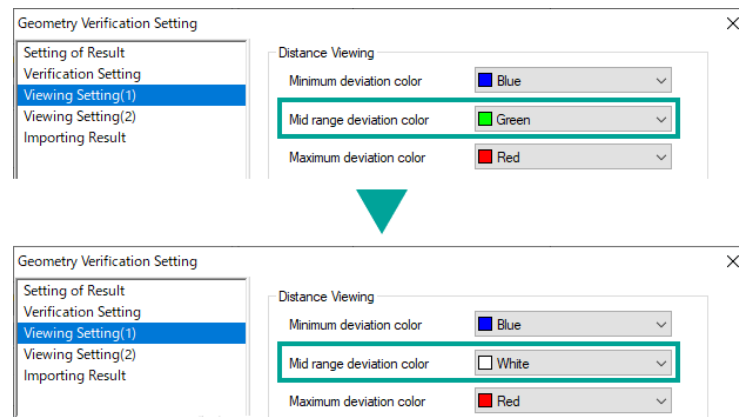 Geometry Verification Setting
Setting of Result
Verification Setting
Viewing Setting(1)
Viewing Setting(2)
Importing Result
Distance Viewing
Minimum deviation color Blue
Mid range deviation color Green
Maximum deviation color Red
Geometry Verification Setting
Setting of Result
Verification Setting
Viewing Setting(1)
Viewing Setting(2)
Importing Result
Distance Viewing
Minimum deviation color Blue
Mid range deviation color White
Maximum deviation color Red